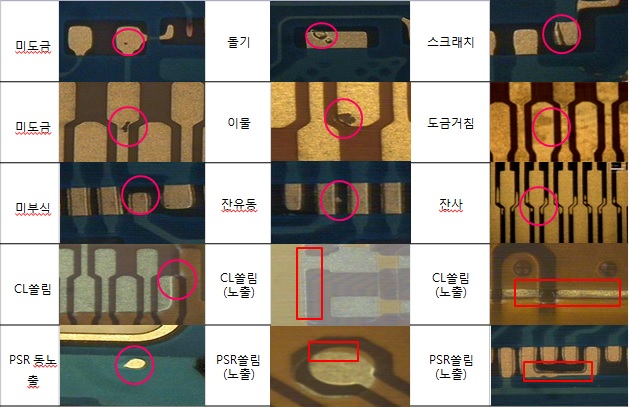 미도금
돌기
스크래치
미도금
이물
도금거침
미부식
잔유동
잔사
CL쏠림
CL쏠림
(노출)
CL쏠림
(노출)
PSR 동노
출
PSR쏠림
(노출)
PSR쏠림
(노출)